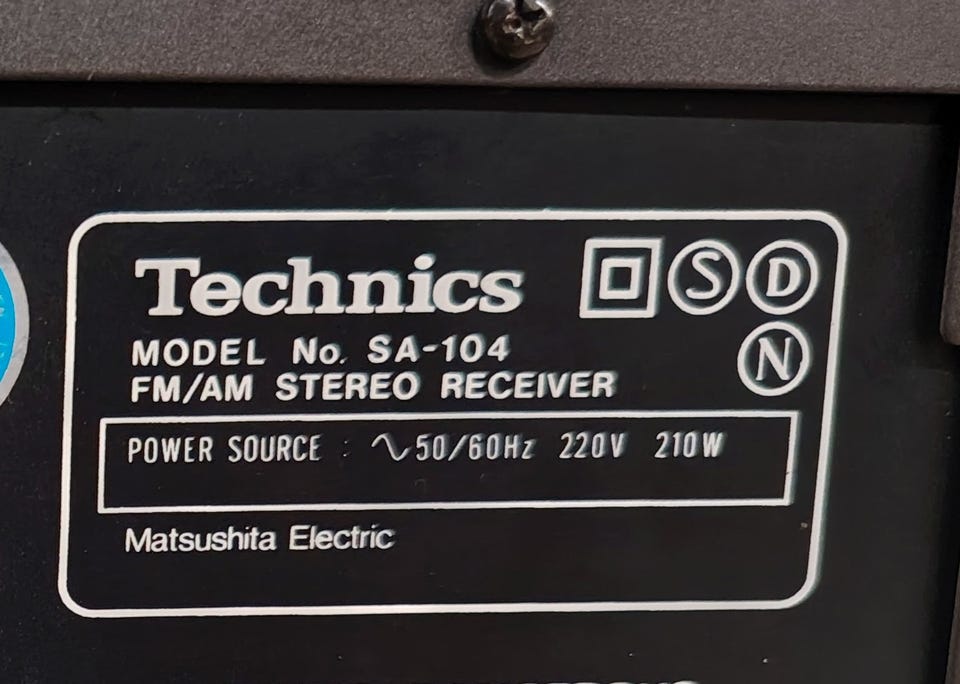 Technics S D
MODEL No. SA-104 N
FM/AM STEREO RECEIVER
POWER SOURCE : ∿50/60Hz 220V 210W
Matsushita Electric